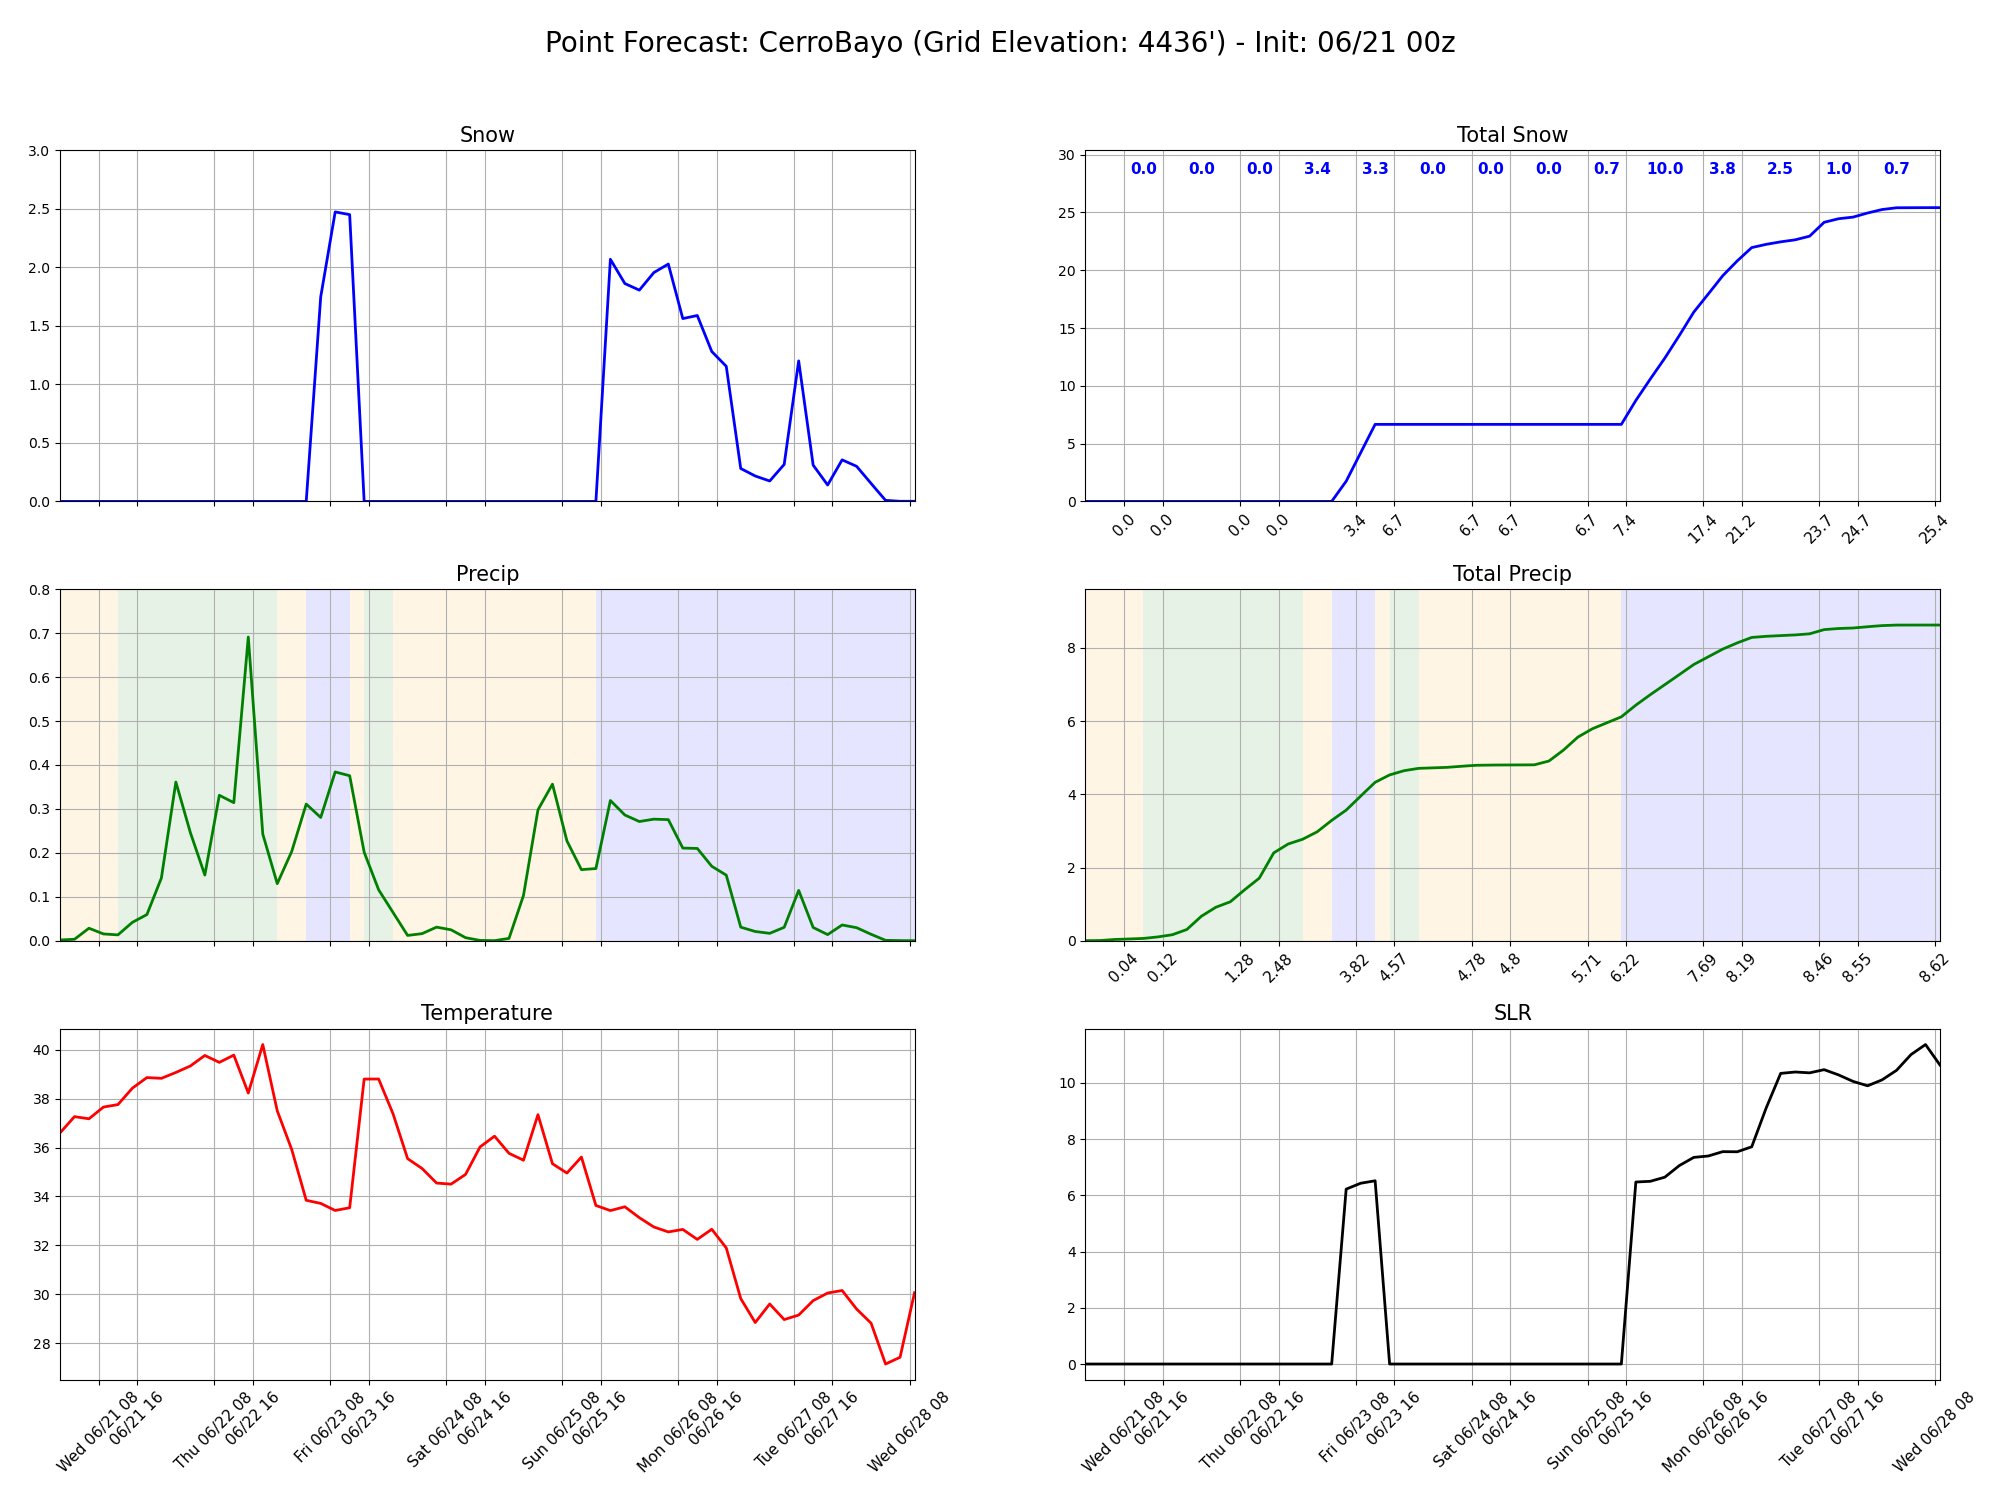 Point Forecast: CerroBayo (Grid Elevation: 4436') - Init: 06/21 00z
Snow
3.0
2.5
2.0
1.5
1.0
0.5
0.0
Total Snow
30
25
20
15
10
5
0
0.0 0.0 0.0 3.4 3.3 0.0 0.0 0.0 0.7 10.0 3.8 2.5 1.0 0.7
0.0 0.0 0.0 0.0 3.4 6.7 6.7 6.7 6.7 7.4 17.4 21.2 23.7 24.7 25.4
Precip
0.8
0.7
0.6
0.5
0.4
0.3
0.2
0.1
0.0
Total Precip
8
6
4
2
0
0.04 0.12 1.28 2.48 3.82 4.57 4.78 4.8 5.71 6.22 7.69 8.19 8.46 8.55 8.62
Temperature
40
38
36
34
32
30
28
Wed 06/21 08
06/21 16
Thu 06/22 08
06/22 16
Fri 06/23 08
06/23 16
Sat 06/24 08
06/24 16
Sun 06/25 08
06/25 16
Mon 06/26 08
06/26 16
Tue 06/27 08
06/27 16
Wed 06/28 08
SLR
10
8
6
4
2
0
Wed 06/21 08
06/21 16
Thu 06/22 08
06/22 16
Fri 06/23 08
06/23 16
Sat 06/24 08
06/24 16
Sun 06/25 08
06/25 16
Mon 06/26 08
06/26 16
Tue 06/27 08
06/27 16
Wed 06/28 08